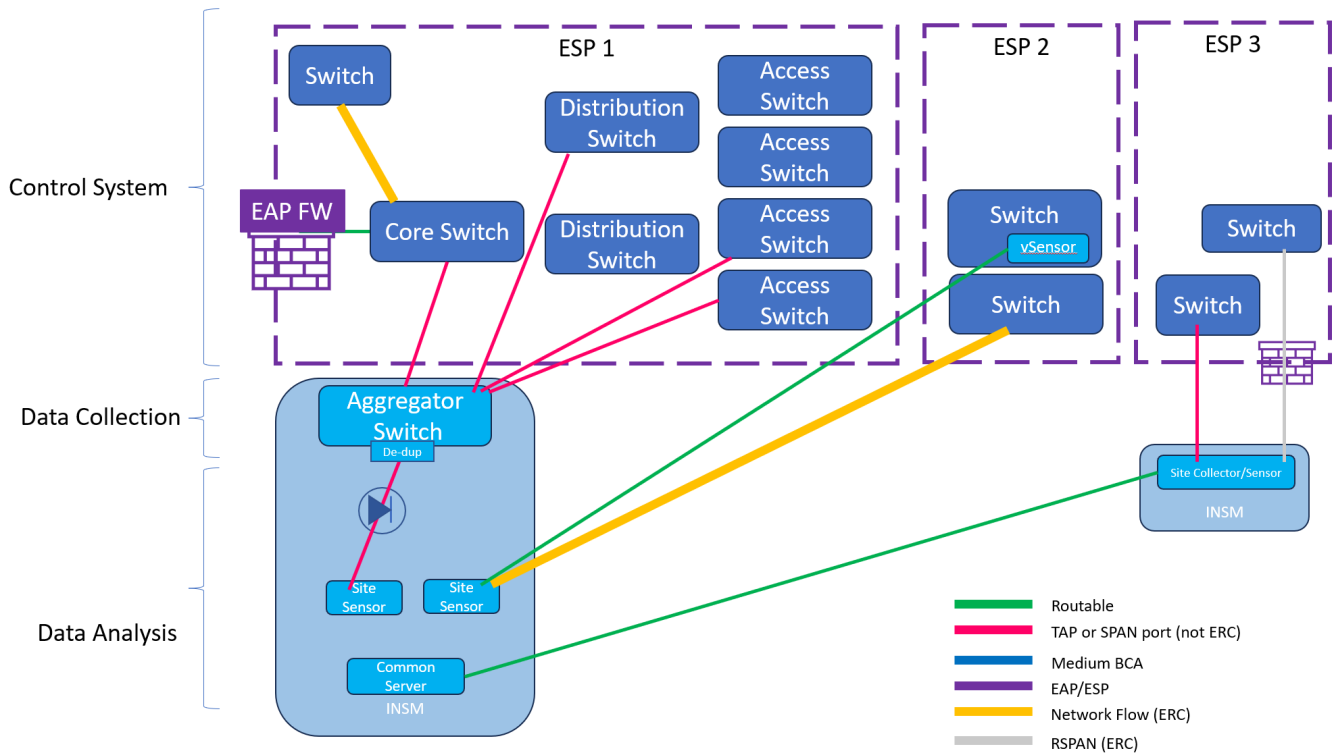 ESP 1
ESP 2
ESP 3
Control System
Data Collection
Data Analysis
Switch
EAP FW
Core Switch
Distribution
Switch
Distribution
Switch
Access
Switch
Access
Switch
Access
Switch
Access
Switch
Switch
vSensor
Switch
Switch
Switch
Aggregator
Switch
De-dup
Site
Sensor
Site
Sensor
Common
Server
INSM
Site Collector/Sensor
INSM
Routable
TAP or SPAN port (not ERC)
Medium BCA
EAP/ESP
Network Flow (ERC)
RSPAN (ERC)